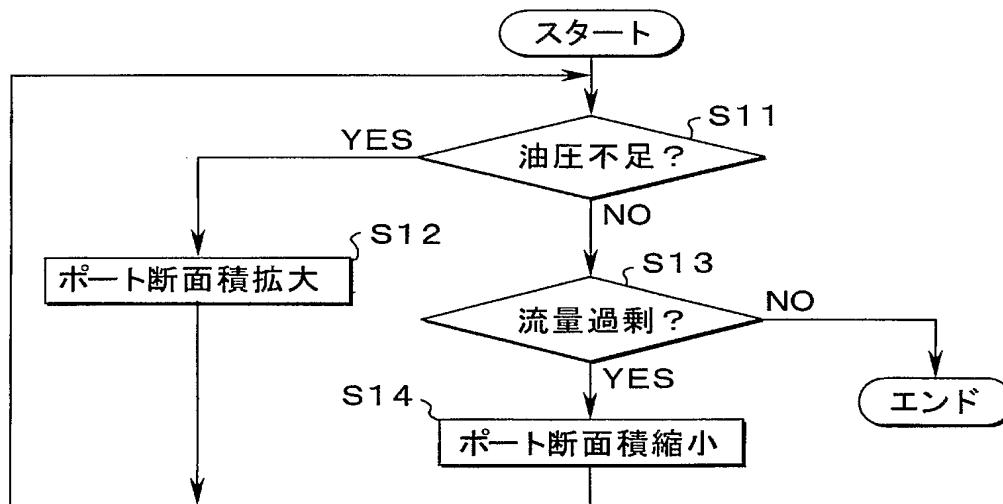 スタート
S11
YES
油圧不足？
NO
S12
ポート断面積拡大
S13
流量過剰？
NO
YES
エンド
S14
ポート断面積縮小